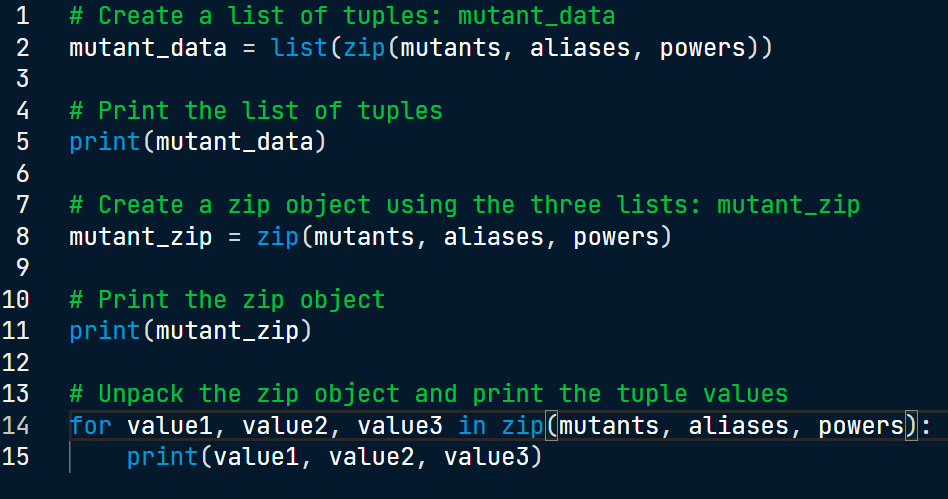 1 # Create a list of tuples: mutant_data
2 mutant_data = list(zip(mutants, aliases, powers))
3
4 # Print the list of tuples
5 print(mutant_data)
6
7 # Create a zip object using the three lists: mutant_zip
8 mutant_zip = zip(mutants, aliases, powers)
9
10 # Print the zip object
11 print(mutant_zip)
12
13 # Unpack the zip object and print the tuple values
14 for value1, value2, value3 in zip(mutants, aliases, powers):
15     print(value1, value2, value3)